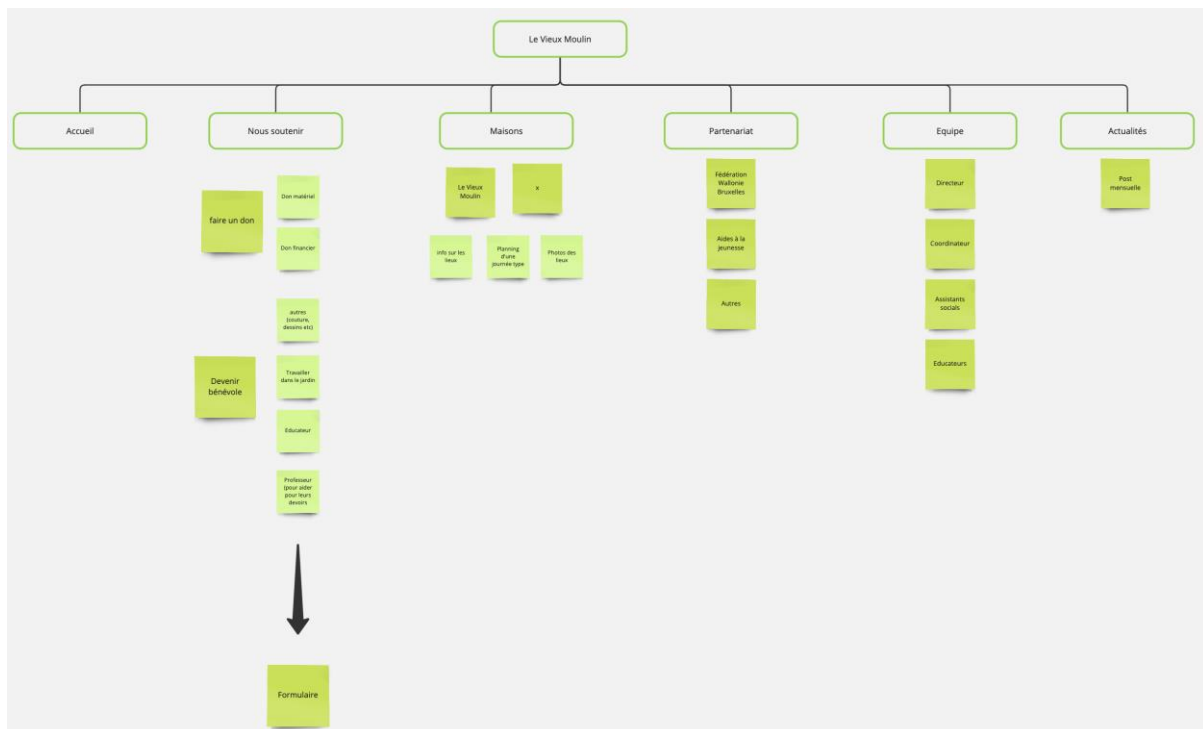 Le Vieux Moulin
Accueil
Nous soutenir
Maisons
Partenariat
Equipe
Actualités
faire un don
Don matériel
Don financier
autres
(couture,
dessins etc)
Devenir
bénévole
Travailler
dans le jardin
Educateur
Professeur
(pour aider
pour leurs
devoirs
Formulaire
Le Vieux
Moulin
x
info sur les
lieux
Planning
d'une
journée type
Photos des
lieux
Fédération
Wallonie
Bruxelles
Aides à la
jeunesse
Autres
Directeur
Coordinateur
Assistants
socials
Educateurs
Post
mensuelle